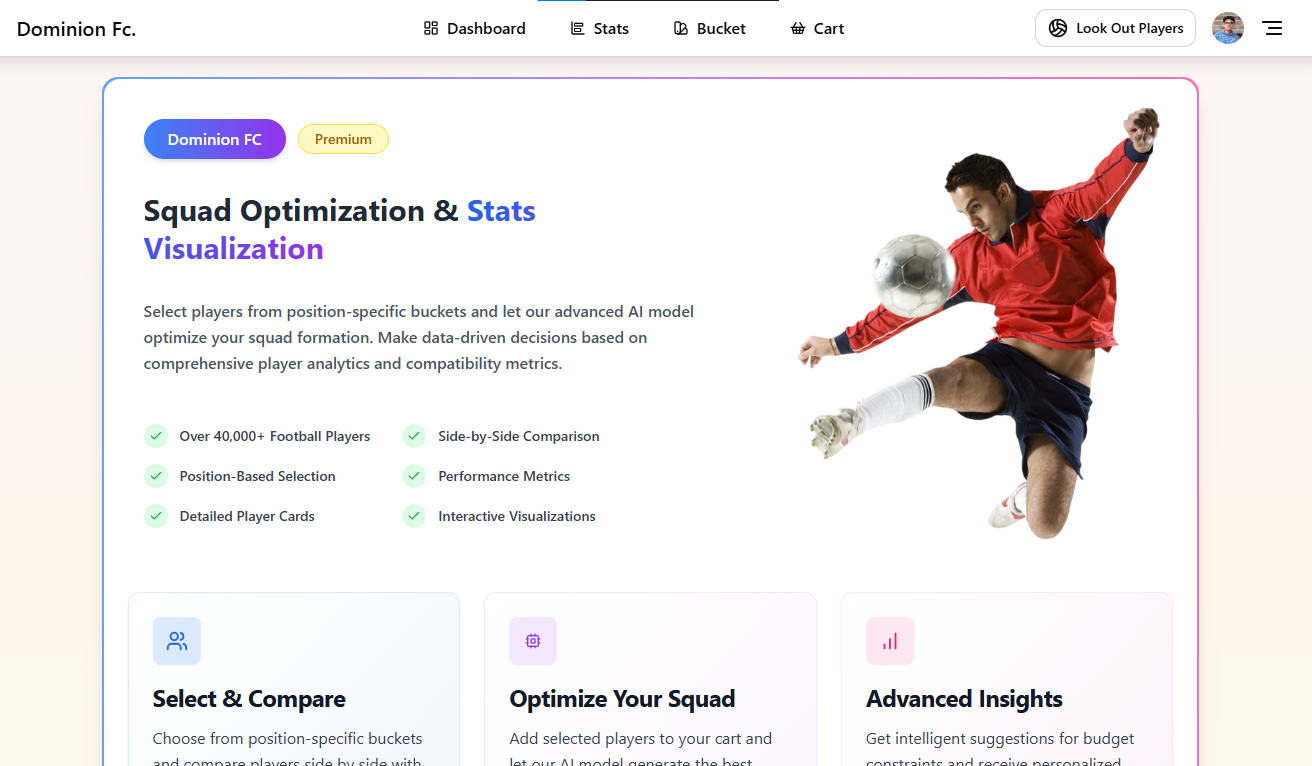 Dominion Fc.
Dashboard
Stats
Bucket
Cart
Look Out Players
Dominion FC
Premium
Squad Optimization & Stats
Visualization
Select players from position-specific buckets and let our advanced AI model
optimize your squad formation. Make data-driven decisions based on
comprehensive player analytics and compatibility metrics.
Over 40,000+ Football Players
Side-by-Side Comparison
Position-Based Selection
Performance Metrics
Detailed Player Cards
Interactive Visualizations
Select & Compare
Choose from position-specific buckets
and compare players side by side with
Optimize Your Squad
Add selected players to your cart and
let our AI model generate the best
Advanced Insights
Get intelligent suggestions for budget
constraints and receive personalized